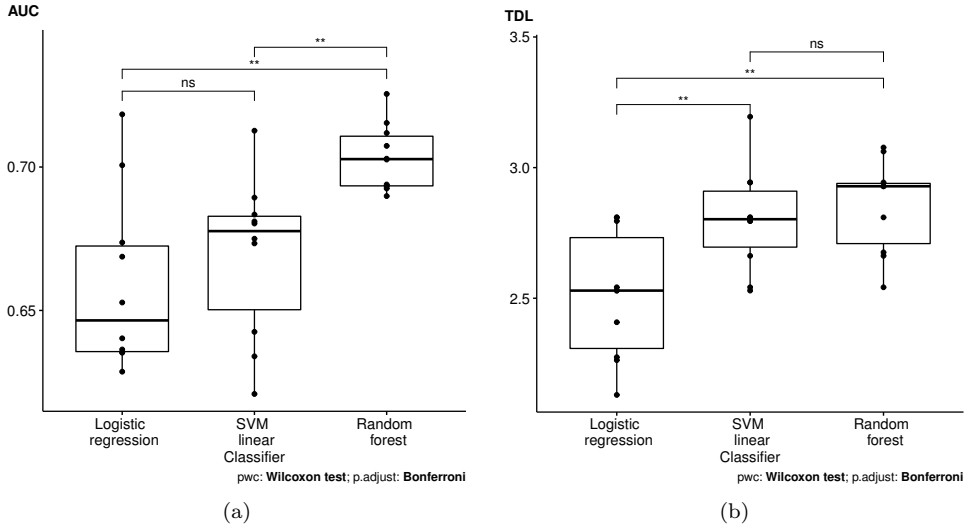 AUC
**
**
ns
0.70
0.65
Logistic
regression
SVM
linear
Classifier
Random
forest
pwc: Wilcoxon test; p.adjust: Bonferroni
(a)
TDL
3.5
ns
**
**
3.0
2.5
Logistic
regression
SVM
linear
Classifier
Random
forest
pwc: Wilcoxon test; p.adjust: Bonferroni
(b)